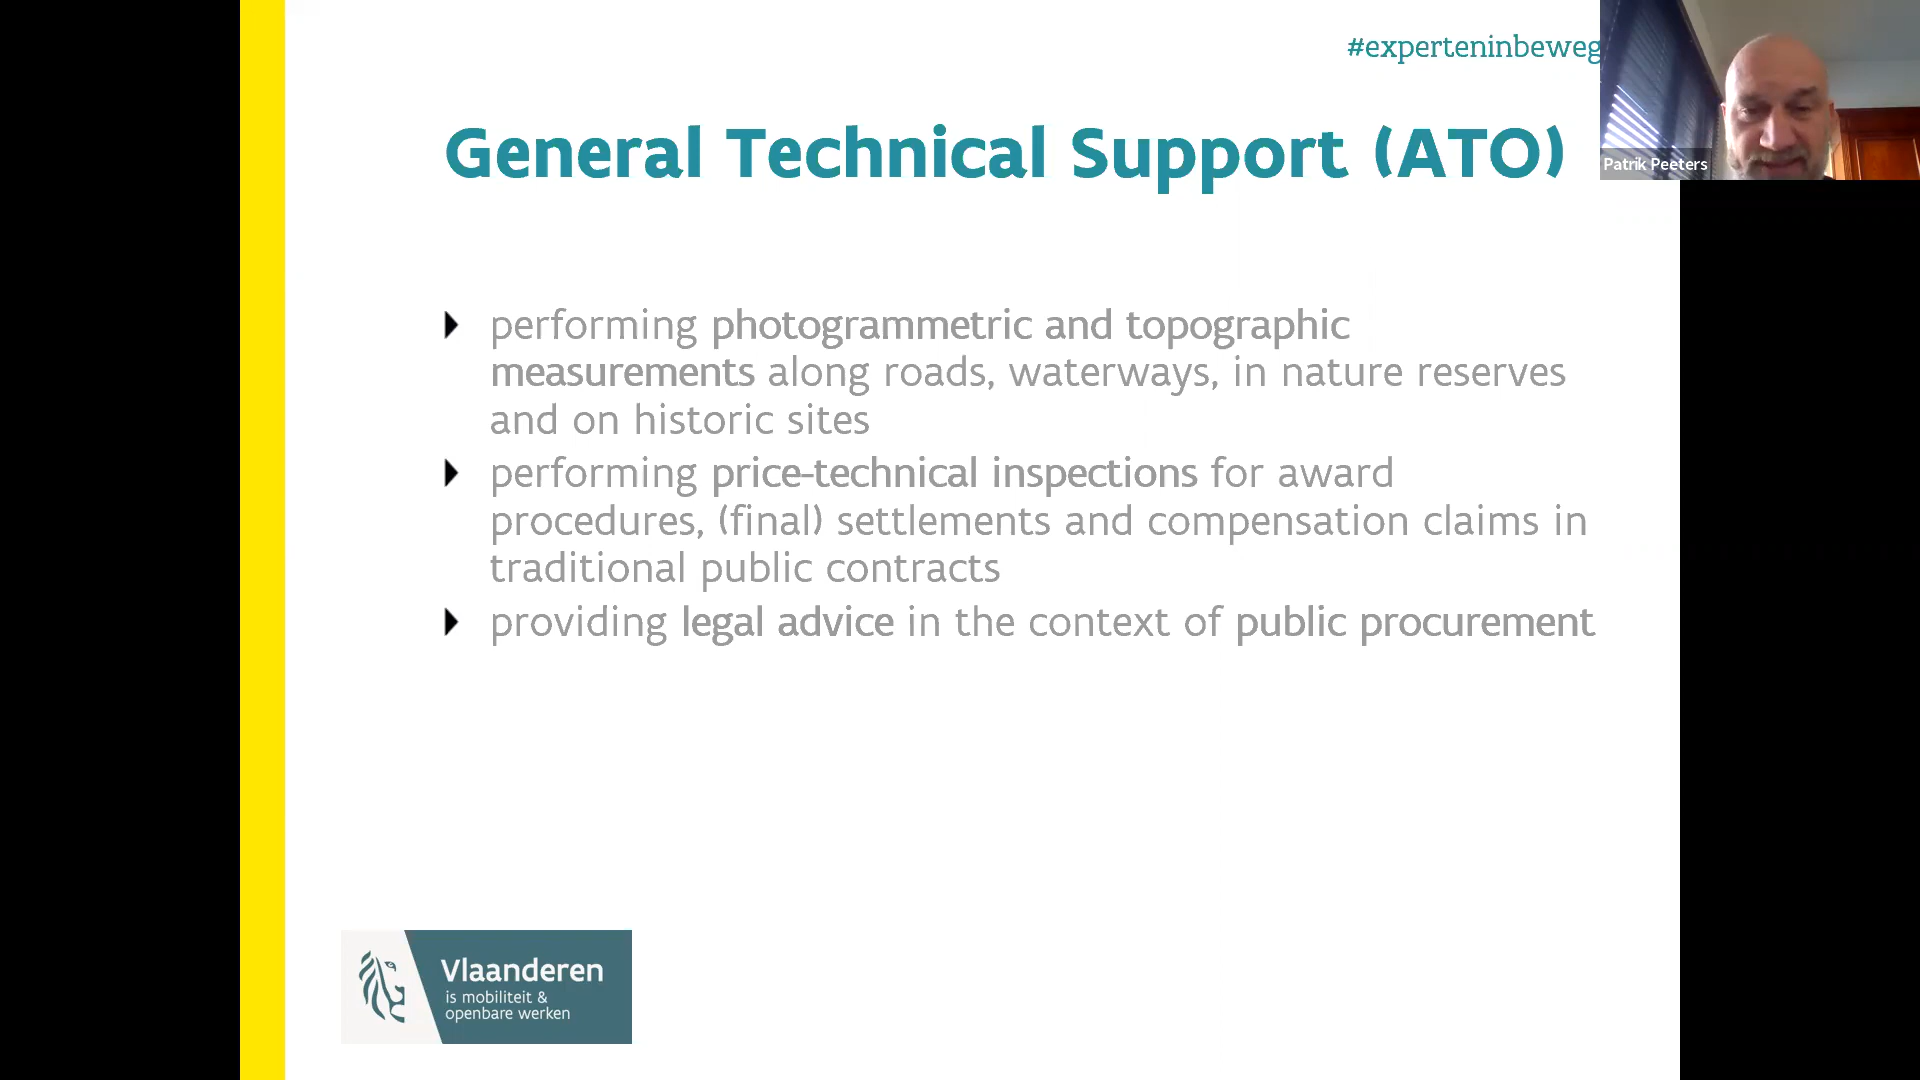 #experteninbeweg
General Technical Support (ATO)
Patrik Peeters
performing photogrammetric and topographic
measurements along roads, waterways, in nature reserves
and on historic sites
performing price-technical inspections for award
procedures, (final) settlements and compensation claims in
traditional public contracts
providing legal advice in the context of public procurement
Vlaanderen
is mobiliteit &
openbare werken